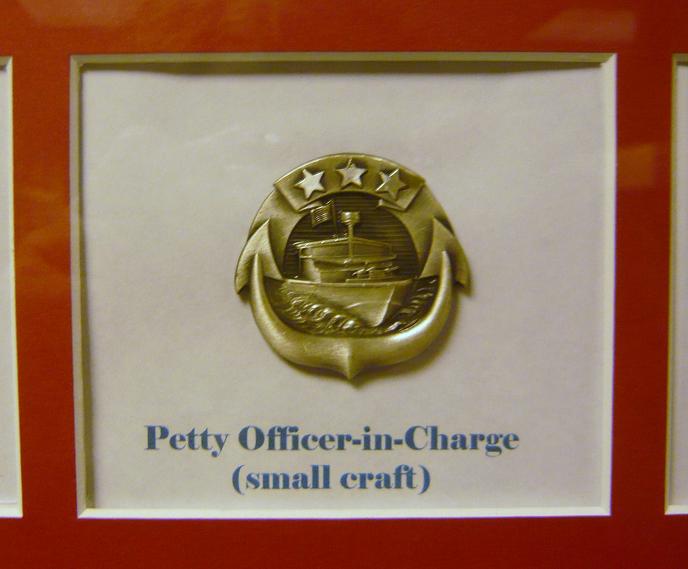 Petty Officer-in-Charge
(small craft)